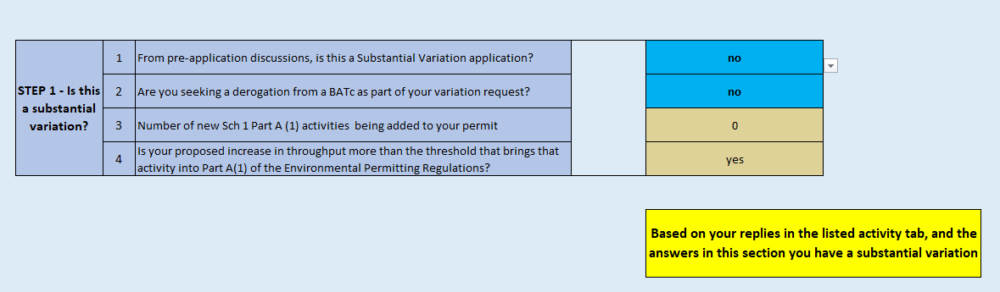 STEP 1 - Is this
a substantial
variation?
1 From pre-application discussions, is this a Substantial Variation application? no
2 Are you seeking a derogation from a BATc as part of your variation request? no
3 Number of new Sch 1 Part A (1) activities  being added to your permit 0
4 Is your proposed increase in throughput more than the threshold that brings that
activity into Part A(1) of the Environmental Permitting Regulations? yes
Based on your replies in the listed activity tab, and the
answers in this section you have a substantial variation